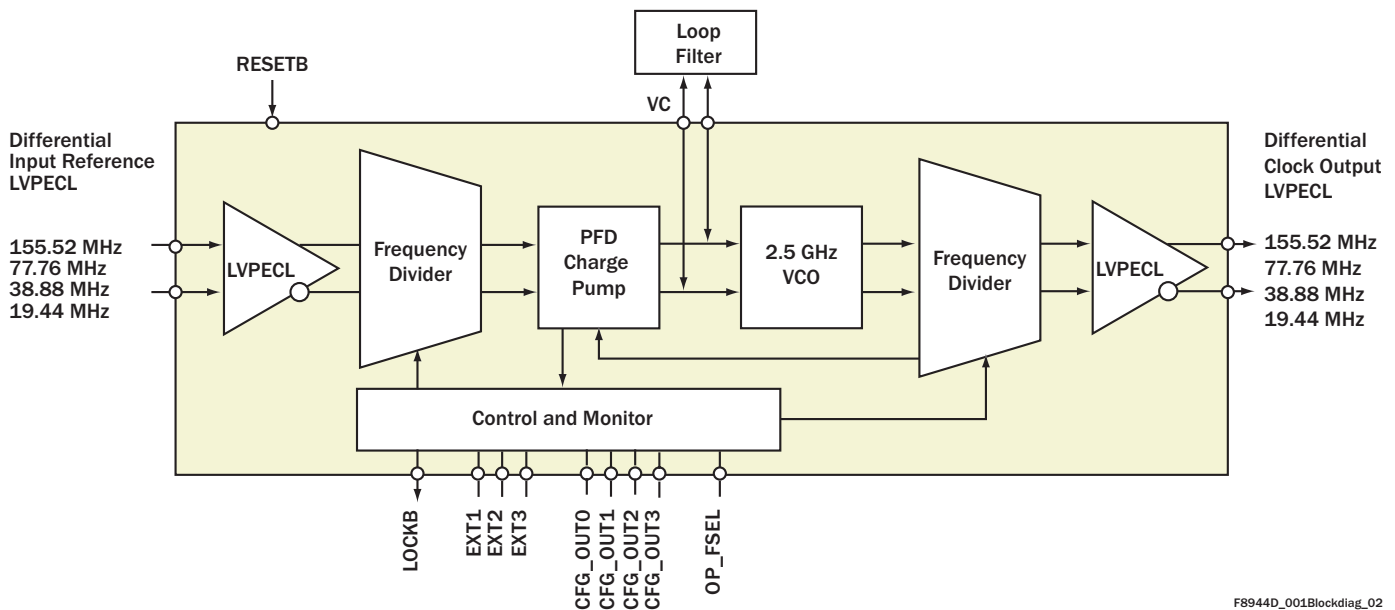 Loop
Filter
RESETB
VC
Differential
Input Reference
LVPECL
155.52 MHz
77.76 MHz
38.88 MHz
19.44 MHz
LVPECL
Frequency
Divider
PFD
Charge
Pump
2.5 GHz
VCO
Frequency
Divider
LVPECL
Differential
Clock Output
LVPECL
155.52 MHz
77.76 MHz
38.88 MHz
19.44 MHz
Control and Monitor
LOCKB
EXT1
EXT2
EXT3
CFG_OUT0
CFG_OUT1
CFG_OUT2
CFG_OUT3
OP_FSEL
F8944D_001Blockdiag_02